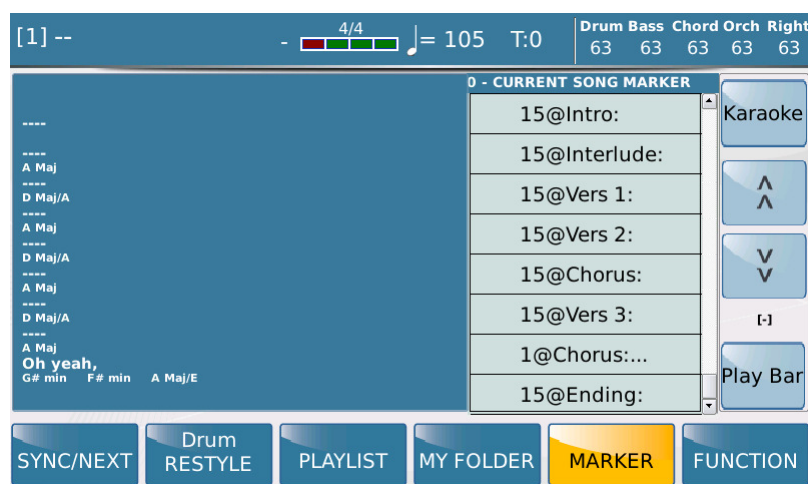 [1] --
- 4/4 = 105 T:0
Drum Bass Chord Orch Right
63 63 63 63 63
0 - CURRENT SONG MARKER
----
----
A Maj
----
D Maj/A
----
A Maj
----
D Maj/A
----
A Maj
----
D Maj/A
----
A Maj
Oh yeah,
G# min F# min A Maj/E
15@Intro:
15@Interlude:
15@Vers 1:
15@Vers 2:
15@Chorus:
15@Vers 3:
1@Chorus:...
15@Ending:
Karaoke
[-]
Play Bar
SYNC/NEXT
Drum
RESTYLE
PLAYLIST
MY FOLDER
MARKER
FUNCTION